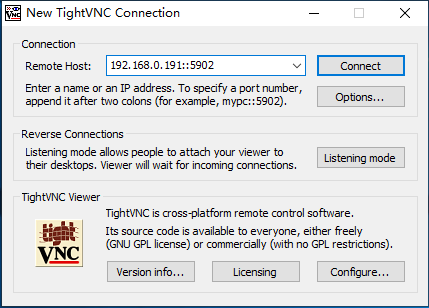 New TightVNC Connection
Connection
Remote Host:
192.168.0.191::5902
Connect
Enter a name or an IP address. To specify a port number,
append it after two colons (for example, mypc::5902).
Options...
Reverse Connections
Listening mode allows people to attach your viewer to
their desktops. Viewer will wait for incoming connections.
Listening mode
TightVNC Viewer
tight
VNC
TightVNC is cross-platform remote control software.
Its source code is available to everyone, either freely
(GNU GPL license) or commercially (with no GPL restrictions).
Version info...
Licensing
Configure...